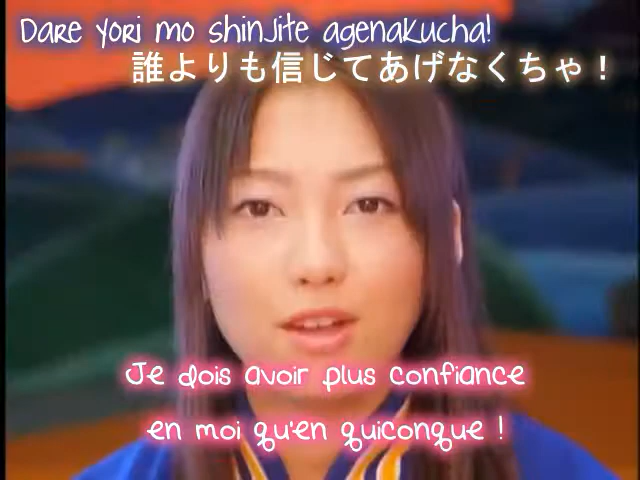 Dare yori mo shinjite agenakucha!
誰よりも信じてあげなくちゃ！
Je dois avoir plus confiance
en moi qu'en quiconque !